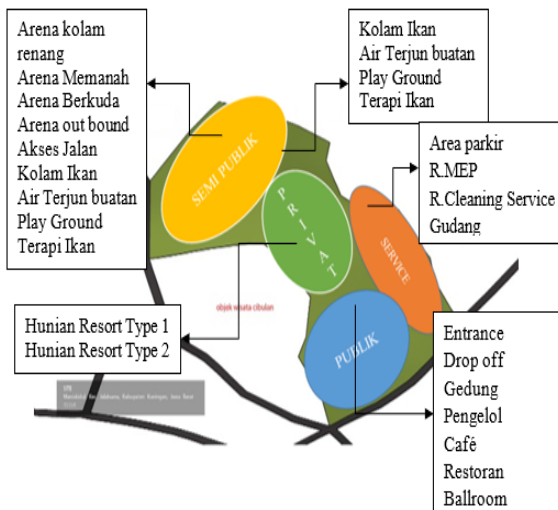 Arena kolam
renang
Arena Memanah
Arena Berkuda
Arena out bound
Akses Jalan
Kolam Ikan
Air Terjun buatan
Play Ground
Terapi Ikan
Kolam Ikan
Air Terjun buatan
Play Ground
Terapi Ikan
Area parkir
R.MEP
R.Cleaning Service
Gudang
SEMI PUBLIK
PRIVAT
SERVICE
PUBLIK
objek wisata cibulan
Hunian Resort Type 1
Hunian Resort Type 2
Entrance
Drop off
Gedung
Pengelol
Café
Restoran
Ballroom